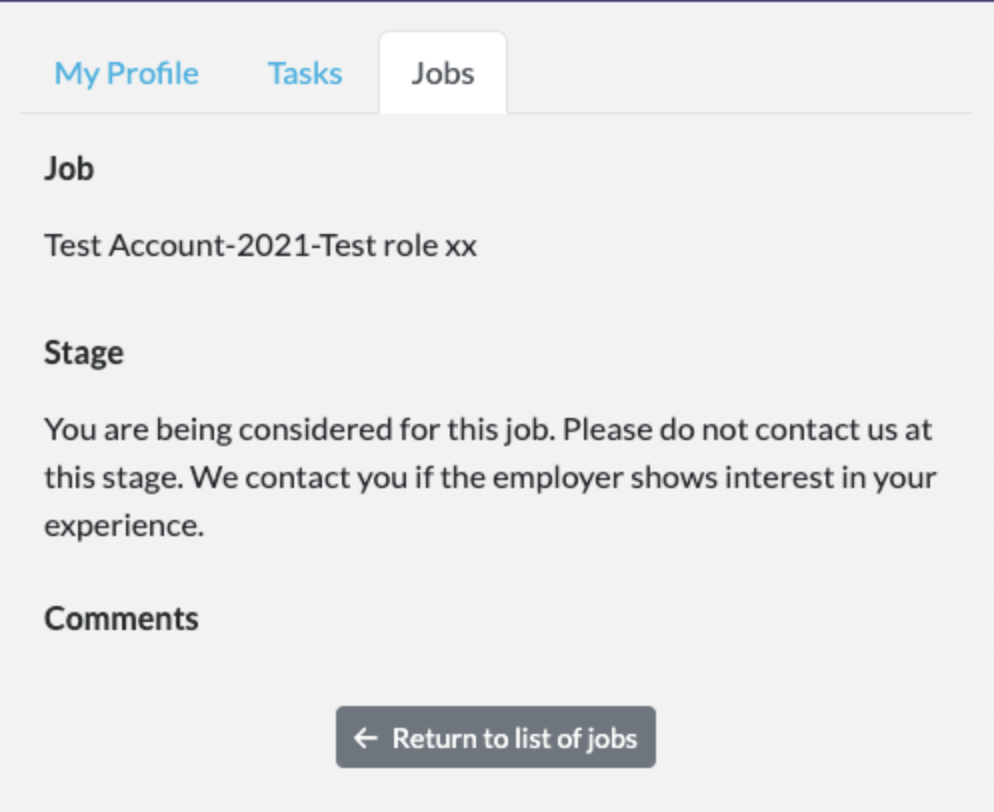 My Profile Tasks Jobs
Job
Test Account-2021-Test role xx
Stage
You are being considered for this job. Please do not contact us at
this stage. We contact you if the employer shows interest in your
experience.
Comments
← Return to list of jobs